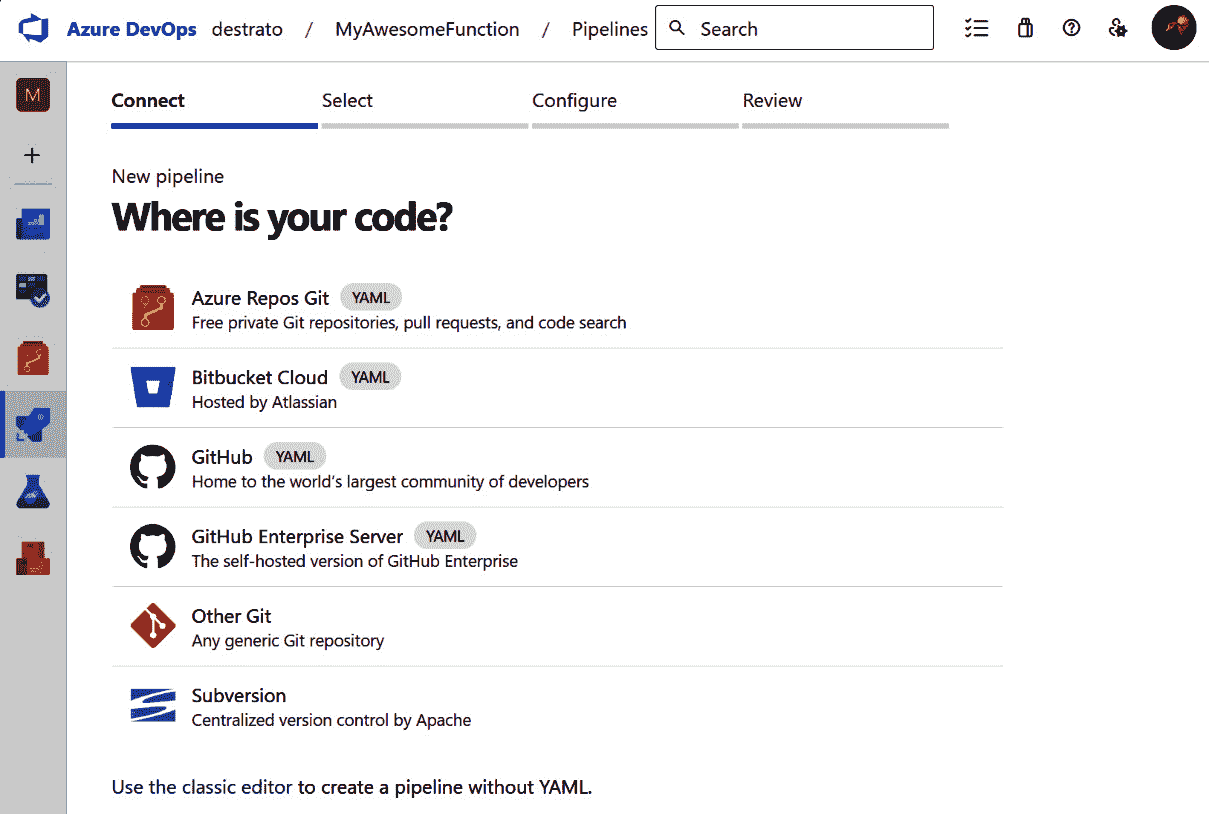 Azure DevOps destrato / MyAwesomeFunction / Pipelines Search
M
Connect Select Configure Review
New pipeline
Where is your code?
Azure Repos Git YAML
Free private Git repositories, pull requests, and code search
Bitbucket Cloud YAML
Hosted by Atlassian
GitHub YAML
Home to the world's largest community of developers
GitHub Enterprise Server YAML
The self-hosted version of GitHub Enterprise
Other Git
Any generic Git repository
Subversion
Centralized version control by Apache
Use the classic editor to create a pipeline without YAML.